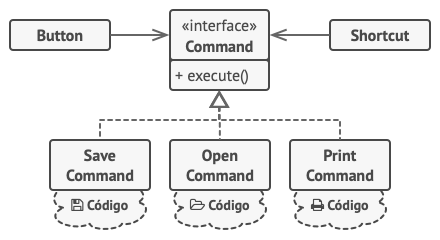 «interface»
Button
Command
Shortcut
+ execute()
Save
Command
Open
Command
Print
Command
Código
Código
Código